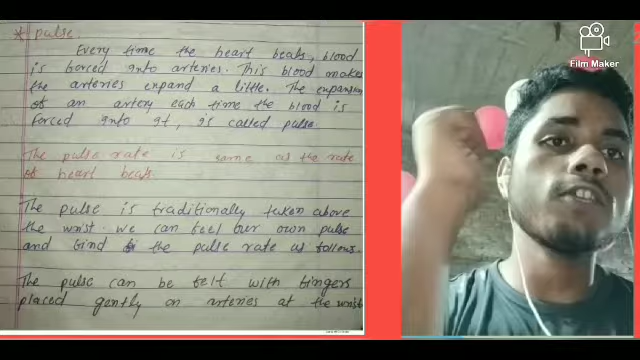 * pulse
Every time the heart beats, blood
is forced into arteries. This blood makes
the arteries expand a little. The expansion
of an artery each time the blood is
forced into it, is called pulse.
The pulse rate is same as the rate
of heart beats.
The pulse is traditionally taken above
the wrist. we can feel our own pulse
and find the pulse rate as follows.
The pulse can be felt with fingers
placed gently on arteries at the wrist
Film Maker